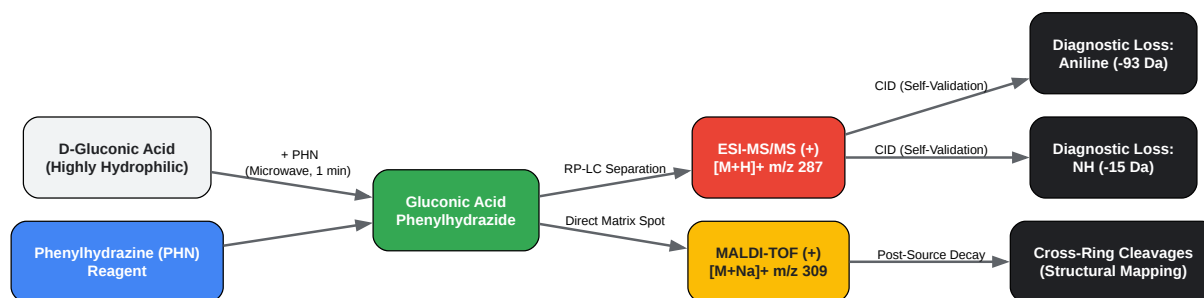 D-Gluconic Acid
(Highly Hydrophilic)
Phenylhydrazine (PHN)
Reagent
+ PHN
(Microwave, 1 min)
Gluconic Acid
Phenylhydrazide
RP-LC Separation
Direct Matrix Spot
ESI-MS/MS (+)
[M+H]+ m/z 287
MALDI-TOF (+)
[M+Na]+ m/z 309
CID (Self-Validation)
CID (Self-Validation)
Post-Source Decay
Diagnostic Loss:
Aniline (-93 Da)
Diagnostic Loss:
NH (-15 Da)
Cross-Ring Cleavages
(Structural Mapping)